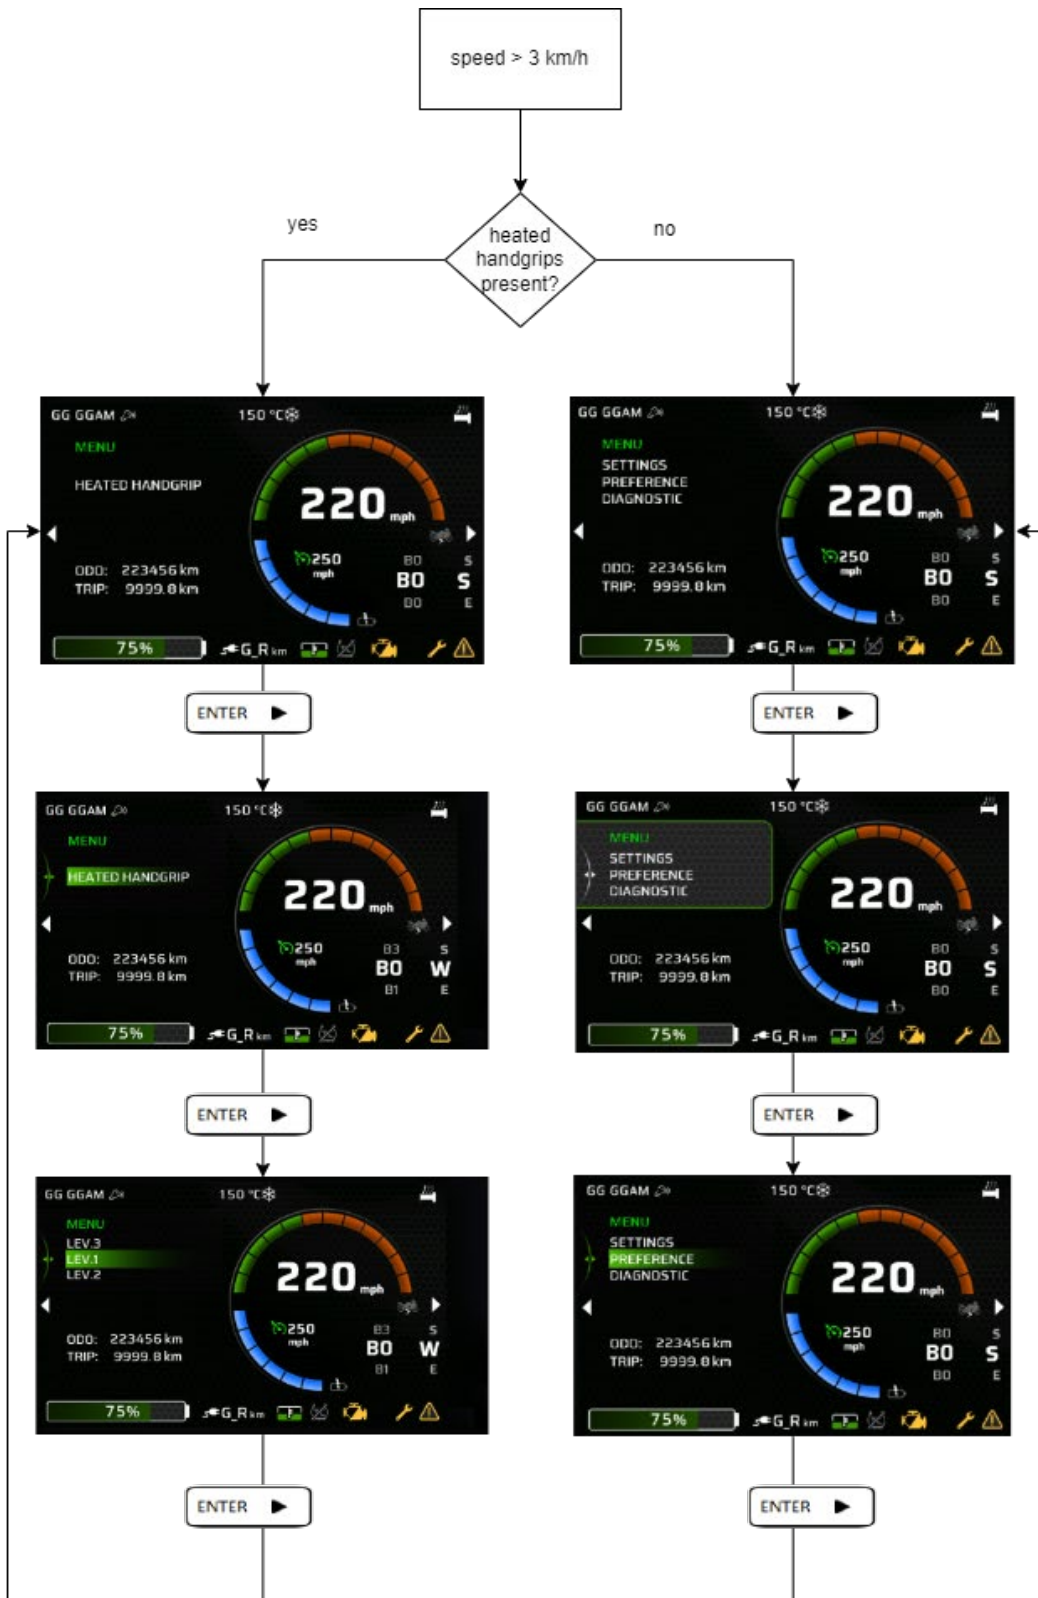 speed > 3 km/h
heated
handgrips
present?
yes
no
GG GGAM 150 °C
MENU
HEATED HANDGRIP
220 mph
250
mph
B0 S
B0 S
B0 E
ODO: 223456 km
TRIP: 9999.8 km
75% G_R km
ENTER
GG GGAM 150 °C
MENU
SETTINGS
PREFERENCE
DIAGNOSTIC
220 mph
250
mph
B0 S
B0 S
B0 E
ODO: 223456 km
TRIP: 9999.8 km
75% G_R km
ENTER
GG GGAM 150 °C
MENU
HEATED HANDGRIP
220 mph
250
mph
B3 S
B0 W
B1 E
ODO: 223456 km
TRIP: 9999.8 km
75% G_R km
ENTER
GG GGAM 150 °C
MENU
SETTINGS
PREFERENCE
DIAGNOSTIC
220 mph
250
mph
B0 S
B0 S
B0 E
ODO: 223456 km
TRIP: 9999.8 km
75% G_R km
ENTER
GG GGAM 150 °C
MENU
LEV.3
LEV.1
LEV.2
220 mph
250
mph
B3 S
B0 W
B1 E
ODO: 223456 km
TRIP: 9999.8 km
75% G_R km
ENTER
GG GGAM 150 °C
MENU
SETTINGS
PREFERENCE
DIAGNOSTIC
220 mph
250
mph
B0 S
B0 S
B0 E
ODO: 223456 km
TRIP: 9999.8 km
75% G_R km
ENTER